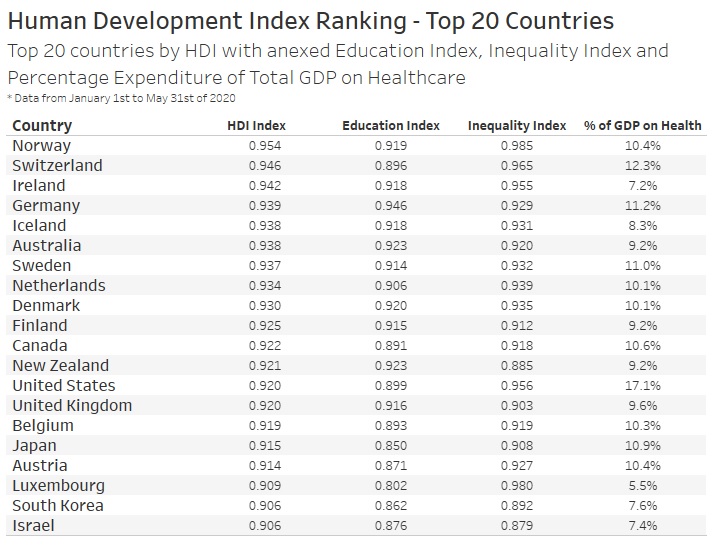 Human Development Index Ranking - Top 20 Countries
Top 20 countries by HDI with anexed Education Index, Inequality Index and
Percentage Expenditure of Total GDP on Healthcare
* Data from January 1st to May 31st of 2020
Country HDI Index Education Index Inequality Index % of GDP on Health
Norway 0.954 0.919 0.985 10.4%
Switzerland 0.946 0.896 0.965 12.3%
Ireland 0.942 0.918 0.955 7.2%
Germany 0.939 0.946 0.929 11.2%
Iceland 0.938 0.918 0.931 8.3%
Australia 0.938 0.923 0.920 9.2%
Sweden 0.937 0.914 0.932 11.0%
Netherlands 0.934 0.906 0.939 10.1%
Denmark 0.930 0.920 0.935 10.1%
Finland 0.925 0.915 0.912 9.2%
Canada 0.922 0.891 0.918 10.6%
New Zealand 0.921 0.923 0.885 9.2%
United States 0.920 0.899 0.956 17.1%
United Kingdom 0.920 0.916 0.903 9.6%
Belgium 0.919 0.893 0.919 10.3%
Japan 0.915 0.850 0.908 10.9%
Austria 0.914 0.871 0.927 10.4%
Luxembourg 0.909 0.802 0.980 5.5%
South Korea 0.906 0.862 0.892 7.6%
Israel 0.906 0.876 0.879 7.4%